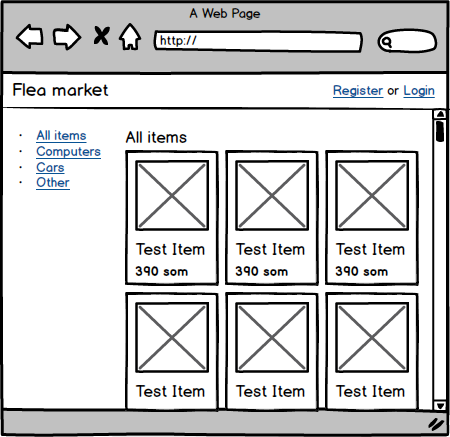 A Web Page
http://
Flea market
Register or Login
· All items
· Computers
· Cars
· Other
All items
Test Item Test Item Test Item
390 som 390 som 390 som
Test Item Test Item Test Item